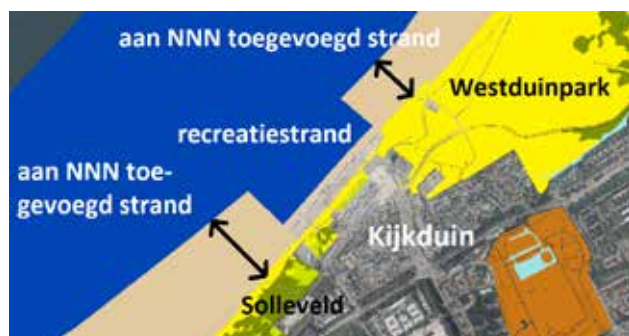 aan NNN toegevoegd strand
Westduinpark
recreatiestrand
aan NNN toe-
gevoegd strand
Kijkduin
Solleveld